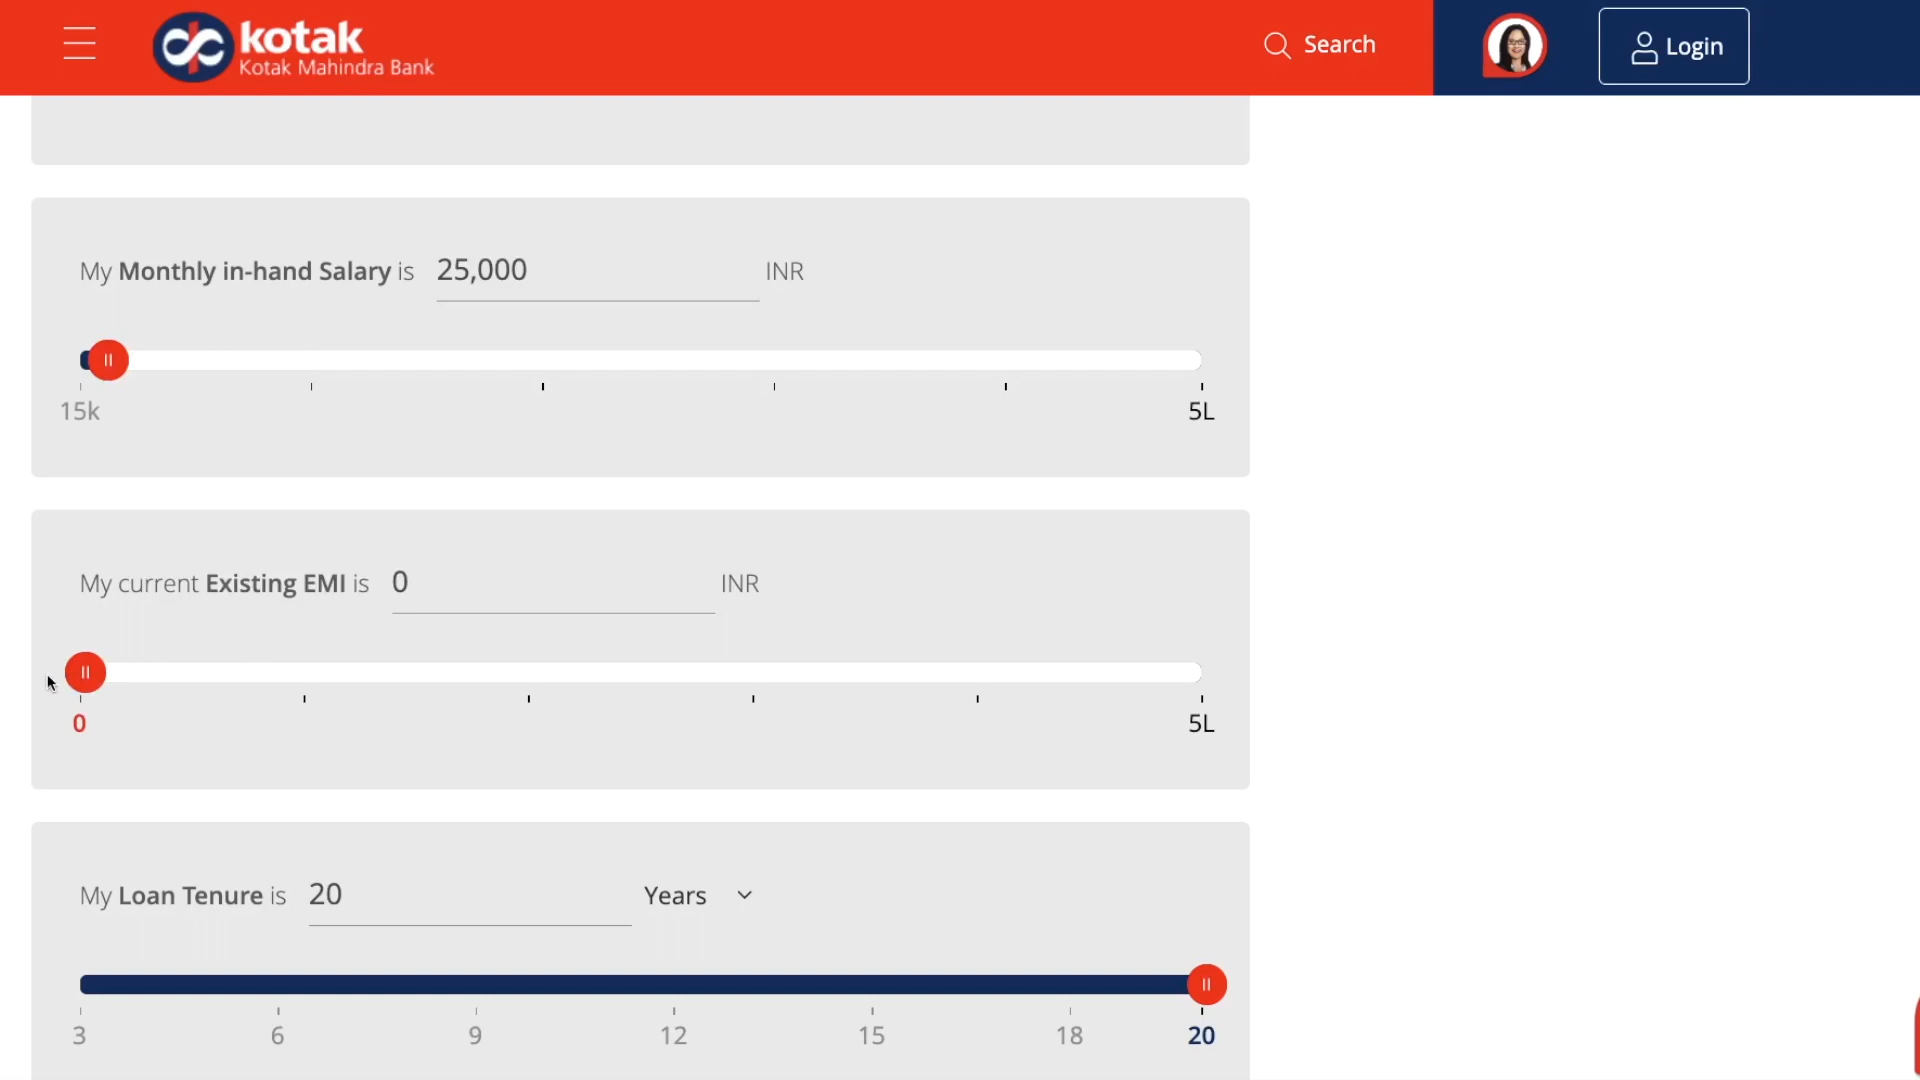 kotak
Kotak Mahindra Bank
Search
Login
My Monthly in-hand Salary is 25,000 INR
15k 5L
My current Existing EMI is 0 INR
0 5L
My Loan Tenure is 20 Years
3 6 9 12 15 18 20